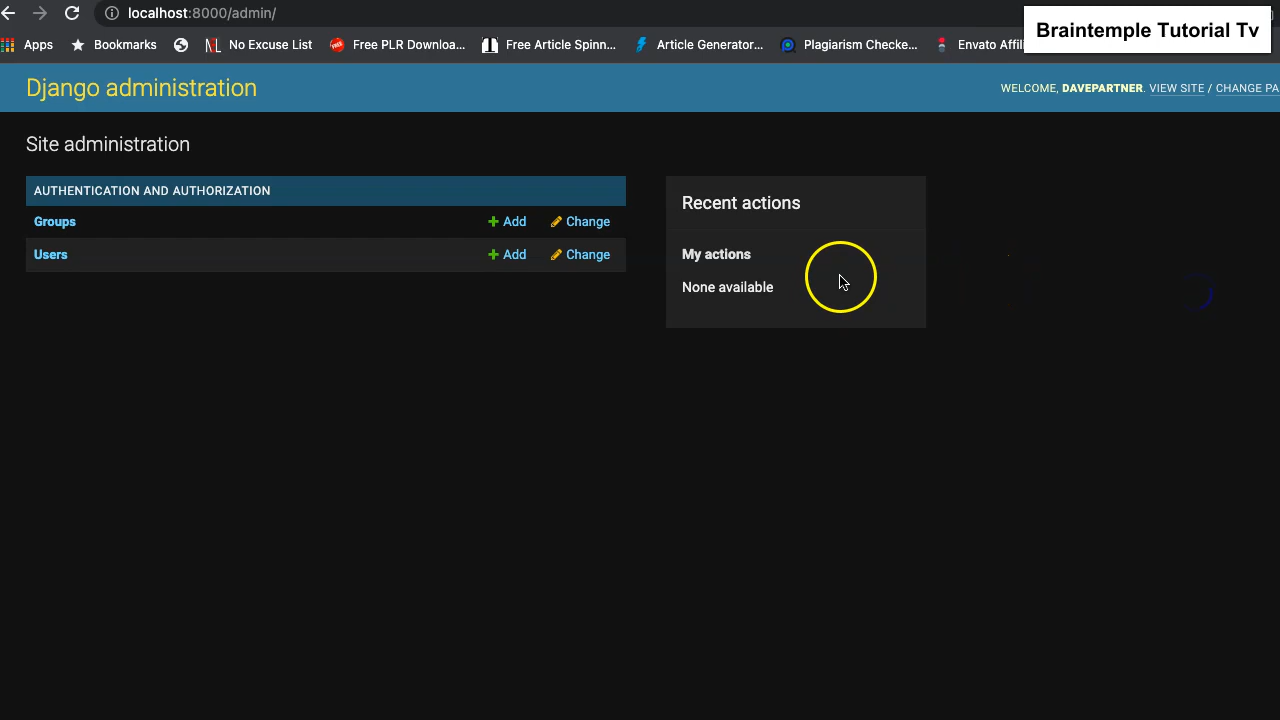 localhost:8000/admin/
Braintemple Tutorial Tv
Apps Bookmarks No Excuse List Free PLR Downloa... Free Article Spinn... Article Generator... Plagiarism Checke... Envato Affili
Django administration
WELCOME, DAVEPARTNER. VIEW SITE / CHANGE PA
Site administration
AUTHENTICATION AND AUTHORIZATION
Groups Add Change
Users Add Change
Recent actions
My actions
None available